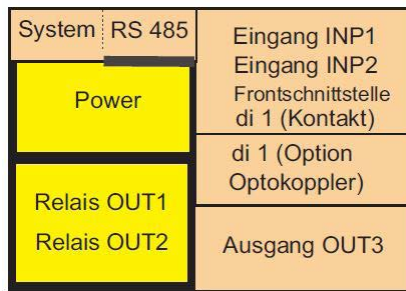 System RS 485
Power
Relais OUT1
Relais OUT2
Eingang INP1
Eingang INP2
Frontschnittstelle
di 1 (Kontakt)
di 1 (Option
Optokoppler)
Ausgang OUT3